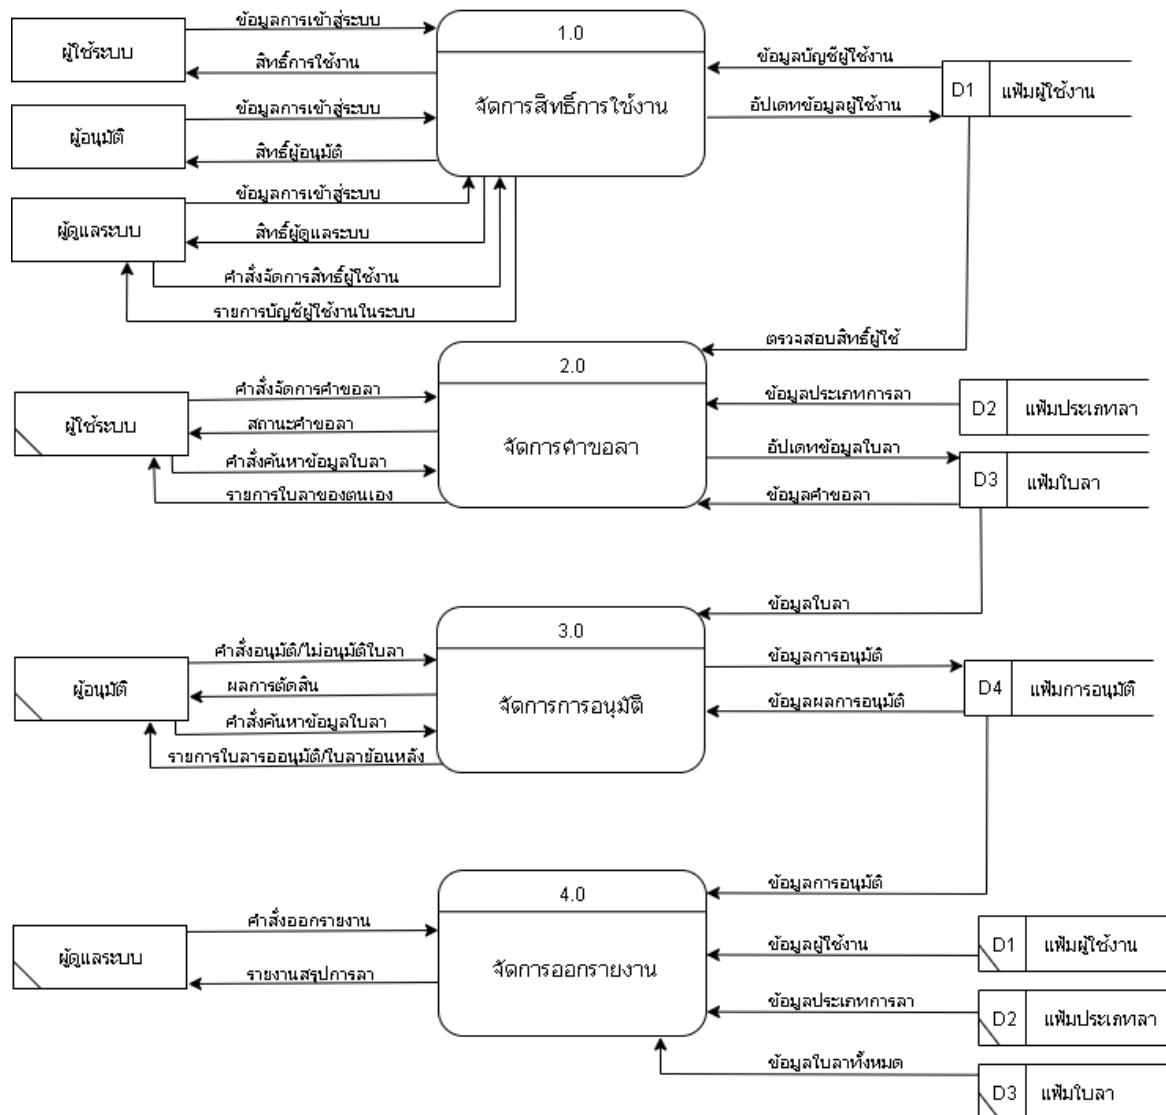 ข้อมูลการเข้าสู่ระบบ
ผู้ใช้ระบบ
สิทธิ์การใช้งาน
ข้อมูลการเข้าสู่ระบบ
ผู้อนุมัติ
สิทธิ์ผู้อนุมัติ
ข้อมูลการเข้าสู่ระบบ
ผู้ดูแลระบบ
สิทธิ์ผู้ดูแลระบบ
คำสั่งจัดการสิทธิ์ผู้ใช้งาน
รายการบัญชีผู้ใช้งานในระบบ
1.0
จัดการสิทธิ์การใช้งาน
ข้อมูลบัญชีผู้ใช้งาน
อัปเดทข้อมูลผู้ใช้งาน
D1
แฟ้มผู้ใช้งาน
ตรวจสอบสิทธิ์ผู้ใช้
2.0
จัดการคำขอลา
คำสั่งจัดการคำขอลา
ผู้ใช้ระบบ
สถานะคำขอลา
คำสั่งค้นหาข้อมูลใบลา
รายการใบลาของตนเอง
ข้อมูลประเภทการลา
D2
แฟ้มประเภทลา
อัปเดทข้อมูลใบลา
D3
แฟ้มใบลา
ข้อมูลคำขอลา
ข้อมูลใบลา
3.0
จัดการการอนุมัติ
คำสั่งอนุมัติ/ไม่อนุมัติใบลา
ผู้อนุมัติ
ผลการตัดสิน
คำสั่งค้นหาข้อมูลใบลา
รายการใบลารออนุมัติ/ใบลาย้อนหลัง
ข้อมูลการอนุมัติ
D4
แฟ้มการอนุมัติ
ข้อมูลผลการอนุมัติ
ข้อมูลการอนุมัติ
4.0
จัดการออกรายงาน
คำสั่งออกรายงาน
ผู้ดูแลระบบ
รายงานสรุปการลา
ข้อมูลผู้ใช้งาน
D1
แฟ้มผู้ใช้งาน
ข้อมูลประเภทการลา
D2
แฟ้มประเภทลา
ข้อมูลใบลาทั้งหมด
D3
แฟ้มใบลา